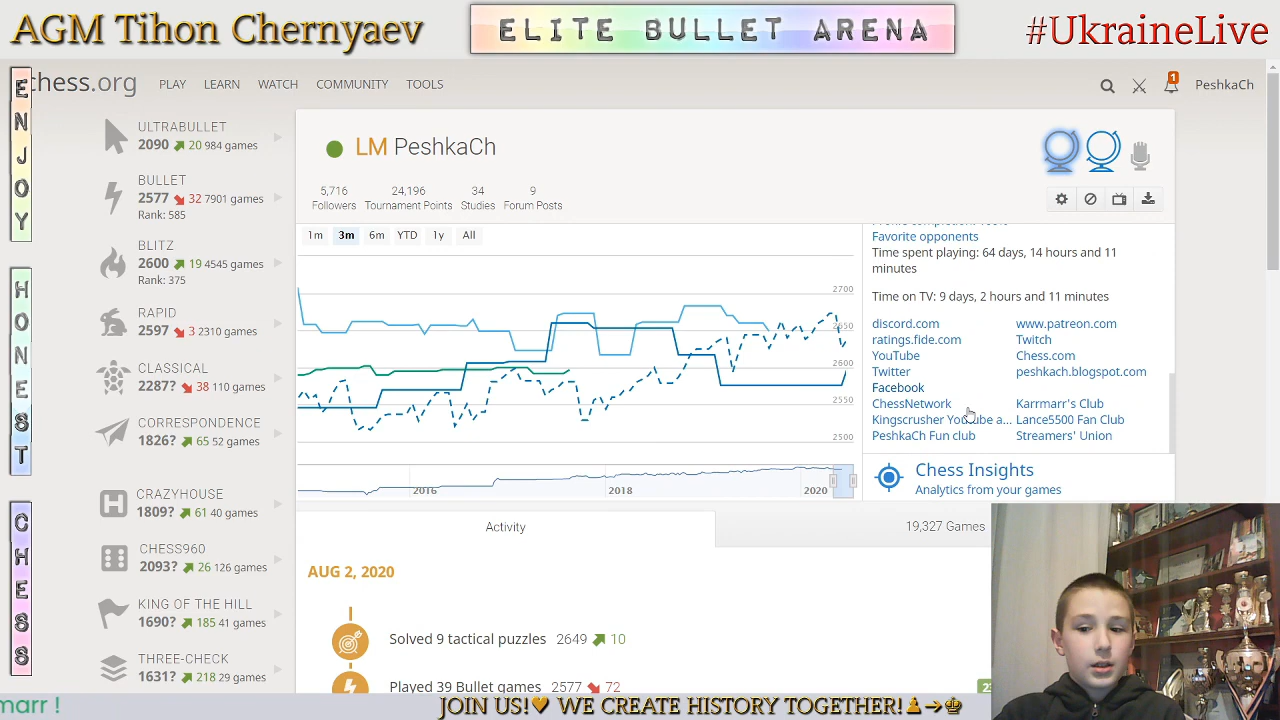 AGM Tihon Chernyaev
ELITE BULLET ARENA
#UkraineLive
ENJOY
HONEST
CHESS
chess.org
PLAY
LEARN
WATCH
COMMUNITY
TOOLS
1
PeshkaCh
ULTRABULLET
2090 20 984 games
BULLET
2577 32 7901 games
Rank: 585
BLITZ
2600 19 4545 games
Rank: 375
RAPID
2597 3 2310 games
CLASSICAL
2287? 38 110 games
CORRESPONDENCE
1826? 65 52 games
CRAZYHOUSE
1809? 61 40 games
CHESS960
2093? 26 126 games
KING OF THE HILL
1690? 185 41 games
THREE-CHECK
1631? 218 29 games
LM PeshkaCh
5,716 Followers
24,196 Tournament Points
34 Studies
9 Forum Posts
1m 3m 6m YTD 1y All
2700
2650
2600
2550
2500
2016 2018 2020
Favorite opponents
Time spent playing: 64 days, 14 hours and 11
minutes
Time on TV: 9 days, 2 hours and 11 minutes
discord.com www.patreon.com
ratings.fide.com Twitch
YouTube Chess.com
Twitter peshkach.blogspot.com
Facebook
ChessNetwork Karrmarr's Club
Kingscrusher YouTube a... Lance5500 Fan Club
PeshkaCh Fun club Streamers' Union
Chess Insights
Analytics from your games
Activity
19,327 Games
AUG 2, 2020
Solved 9 tactical puzzles 2649 10
Played 39 Bullet games 2577 72
marr !
JOIN US! WE CREATE HISTORY TOGETHER!